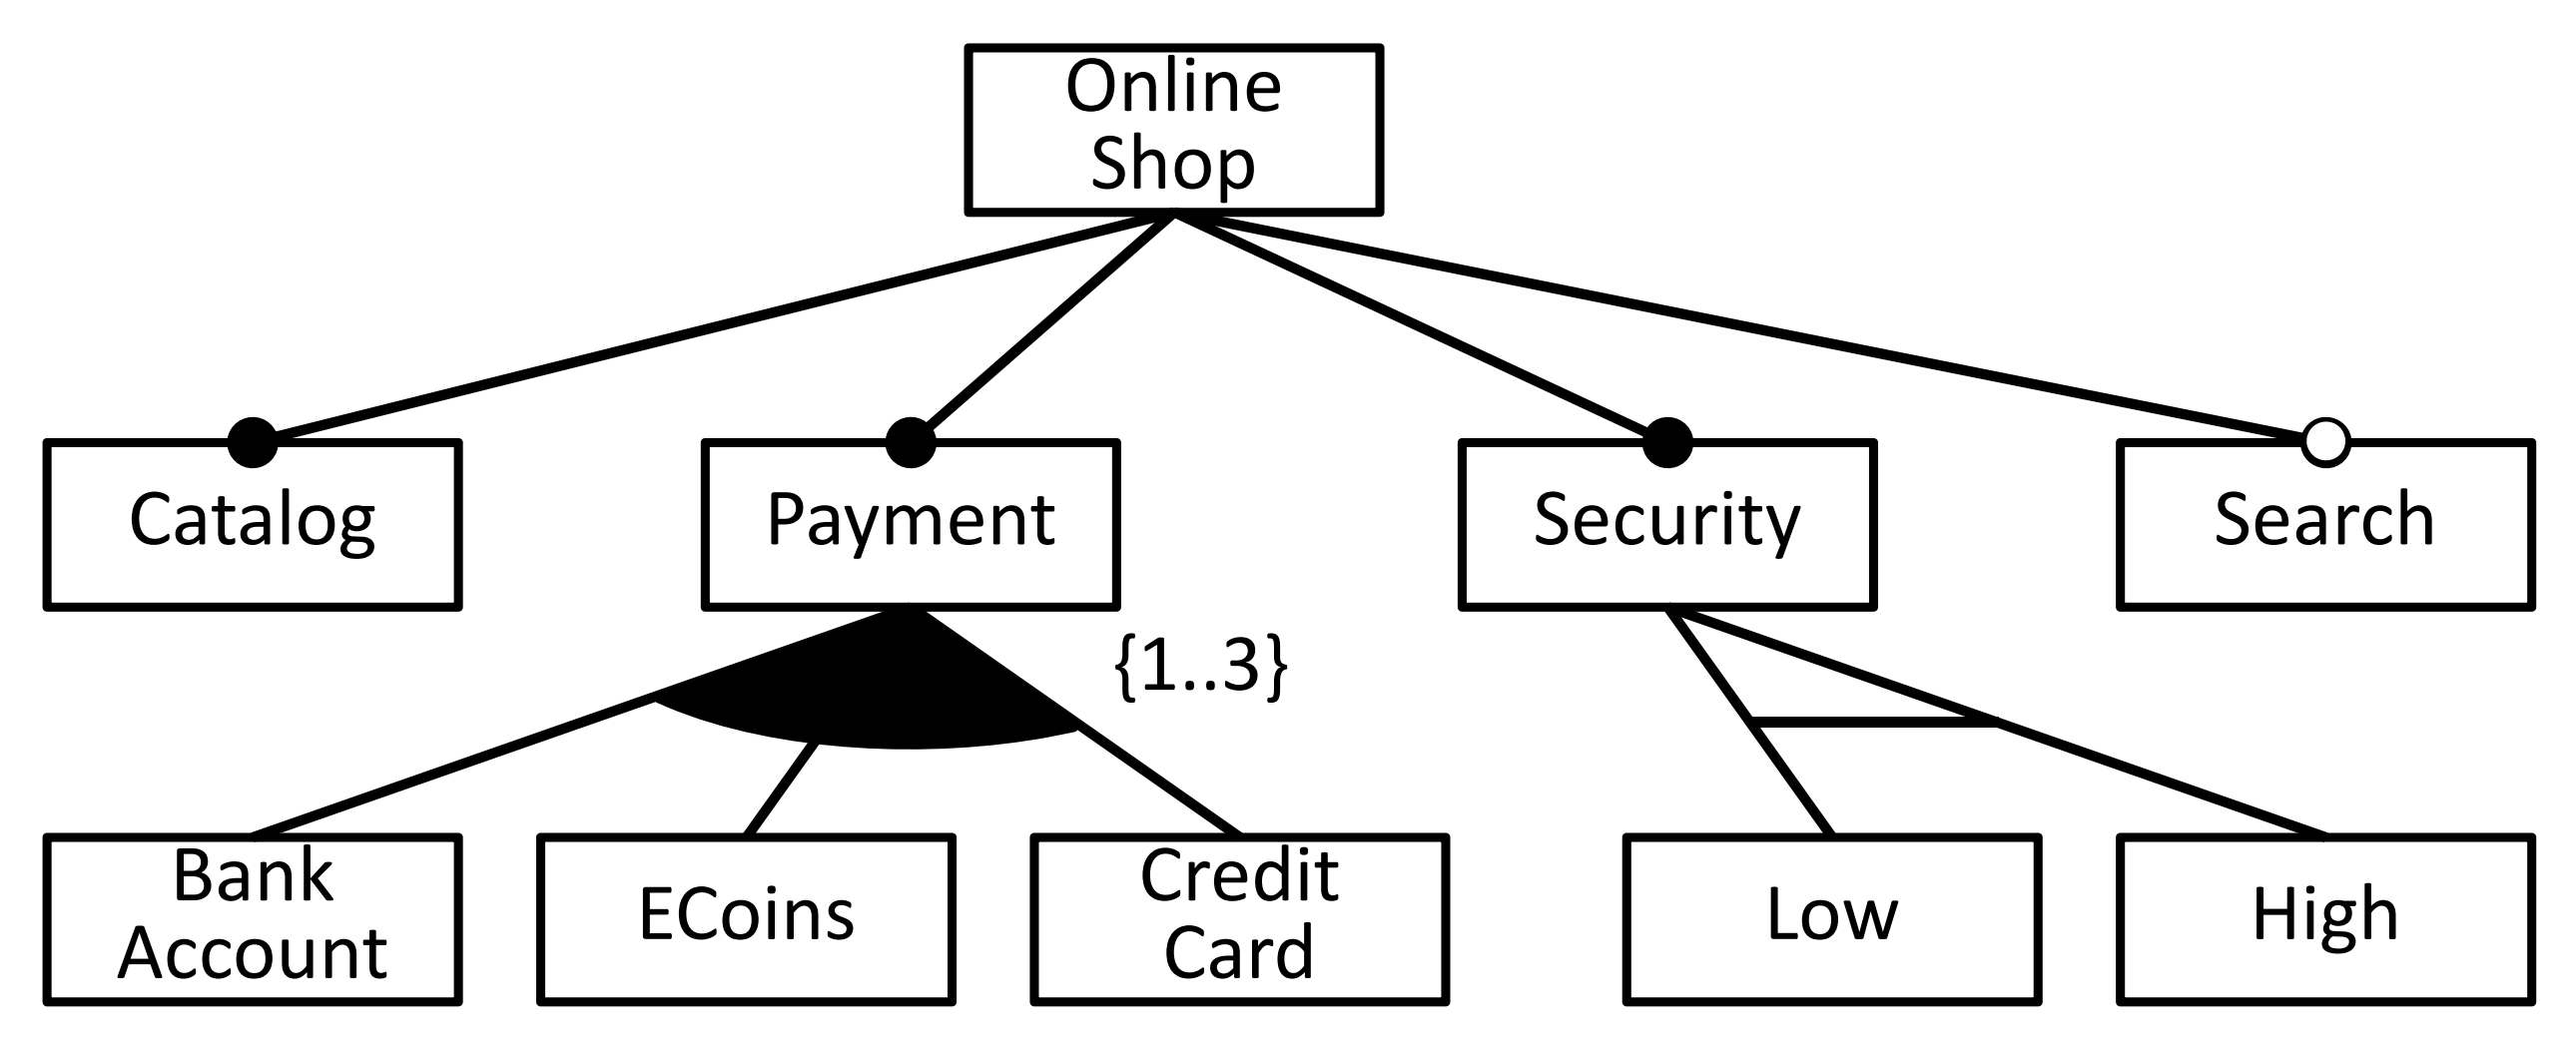 Online
Shop
Catalog
Payment
Security
Search
{1..3}
Bank
Account
ECoins
Credit
Card
Low
High